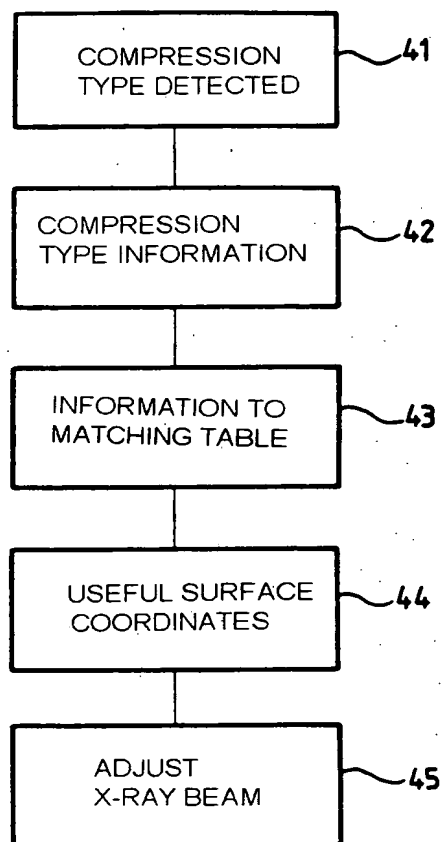 COMPRESSION
TYPE DETECTED
41
COMPRESSION
TYPE INFORMATION
42
INFORMATION TO
MATCHING TABLE
43
USEFUL SURFACE
COORDINATES
44
ADJUST
X-RAY BEAM
45